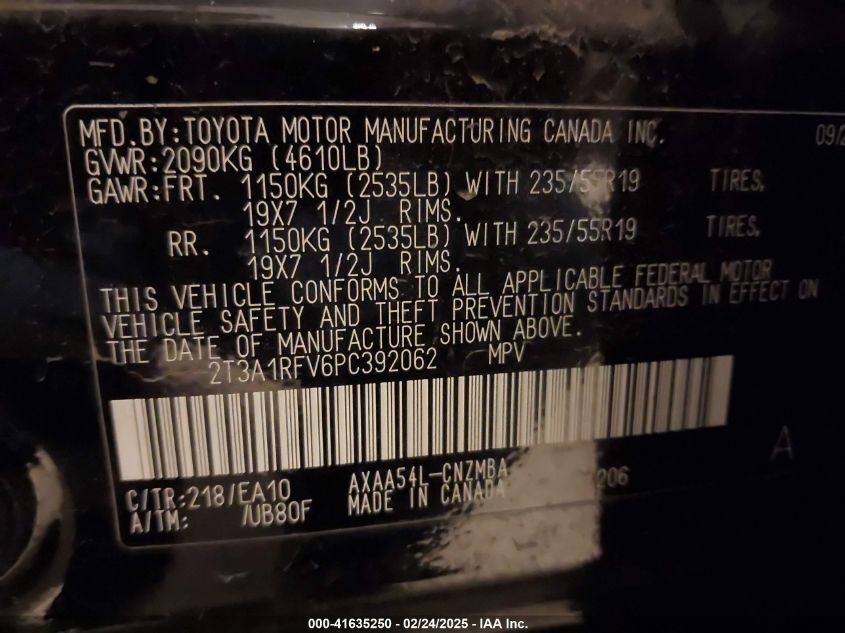 MFD.BY:TOYOTA MOTOR MANUFACTURING CANADA INC. 09/2
GVWR:2090KG (4610LB)
GAWR:FRT. 1150KG (2535LB) WITH 235/55R19 TIRES,
19X7 1/2J RIMS.
RR. 1150KG (2535LB) WITH 235/55R19 TIRES,
19X7 1/2J RIMS.
THIS VEHICLE CONFORMS TO ALL APPLICABLE FEDERAL MOTOR
VEHICLE SAFETY AND THEFT PREVENTION STANDARDS IN EFFECT ON
THE DATE OF MANUFACTURE SHOWN ABOVE.
2T3A1RFV6PC392062 MPV
C/TR:218/EA10 AXAA54L-CNZMBA 206
A/TM: /UB80F MADE IN CANADA
A
000-41635250 - 02/24/2025 - IAA Inc.